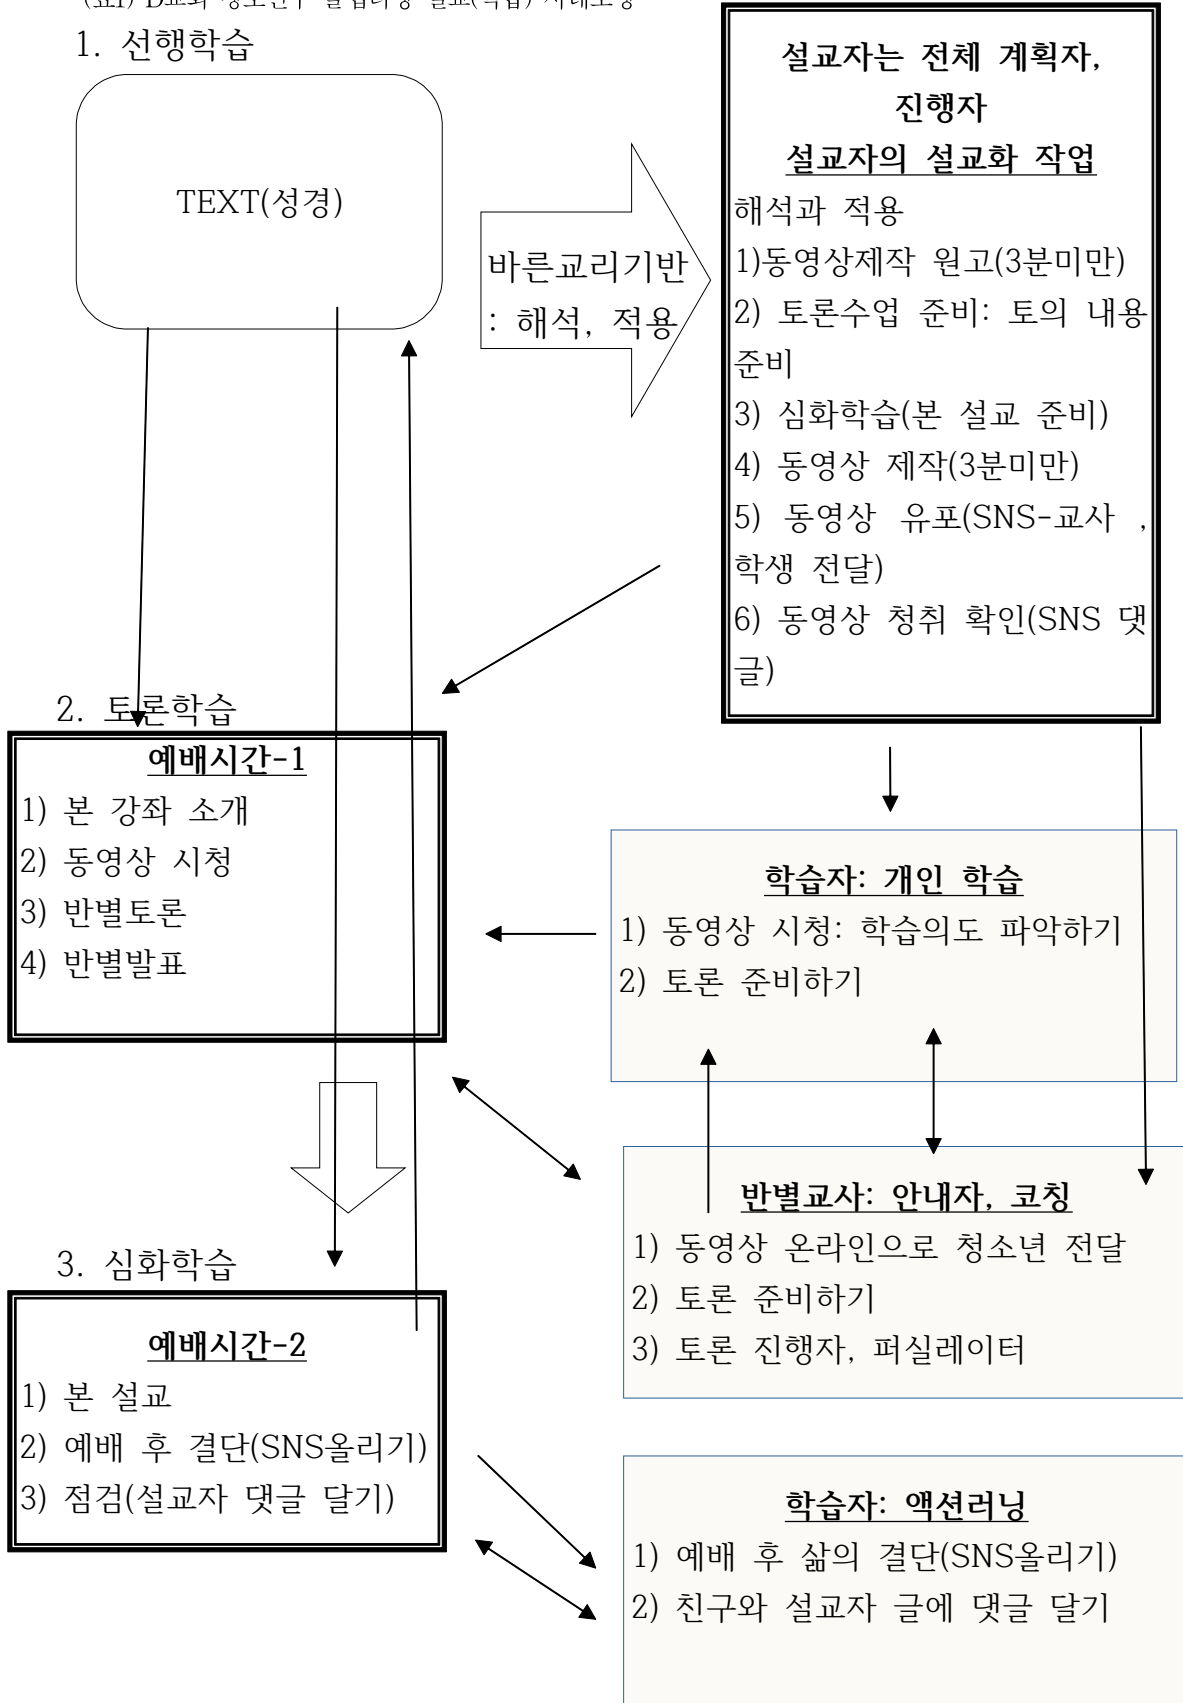 1. 선행학습
TEXT(성경)
바른교리기반
: 해석, 적용
설교자는 전체 계획자,
진행자
설교자의 설교화 작업
해석과 적용
1)동영상제작 원고(3분미만)
2) 토론수업 준비: 토의 내용
준비
3) 심화학습(본 설교 준비)
4) 동영상 제작(3분미만)
5) 동영상 유포(SNS-교사 ,
학생 전달)
6) 동영상 청취 확인(SNS 댓
글)
2. 토론학습
예배시간-1
1) 본 강좌 소개
2) 동영상 시청
3) 반별토론
4) 반별발표
학습자: 개인 학습
1) 동영상 시청: 학습의도 파악하기
2) 토론 준비하기
반별교사: 안내자, 코칭
1) 동영상 온라인으로 청소년 전달
2) 토론 준비하기
3) 토론 진행자, 퍼실레이터
3. 심화학습
예배시간-2
1) 본 설교
2) 예배 후 결단(SNS올리기)
3) 점검(설교자 댓글 달기)
학습자: 액션러닝
1) 예배 후 삶의 결단(SNS올리기)
2) 친구와 설교자 글에 댓글 달기